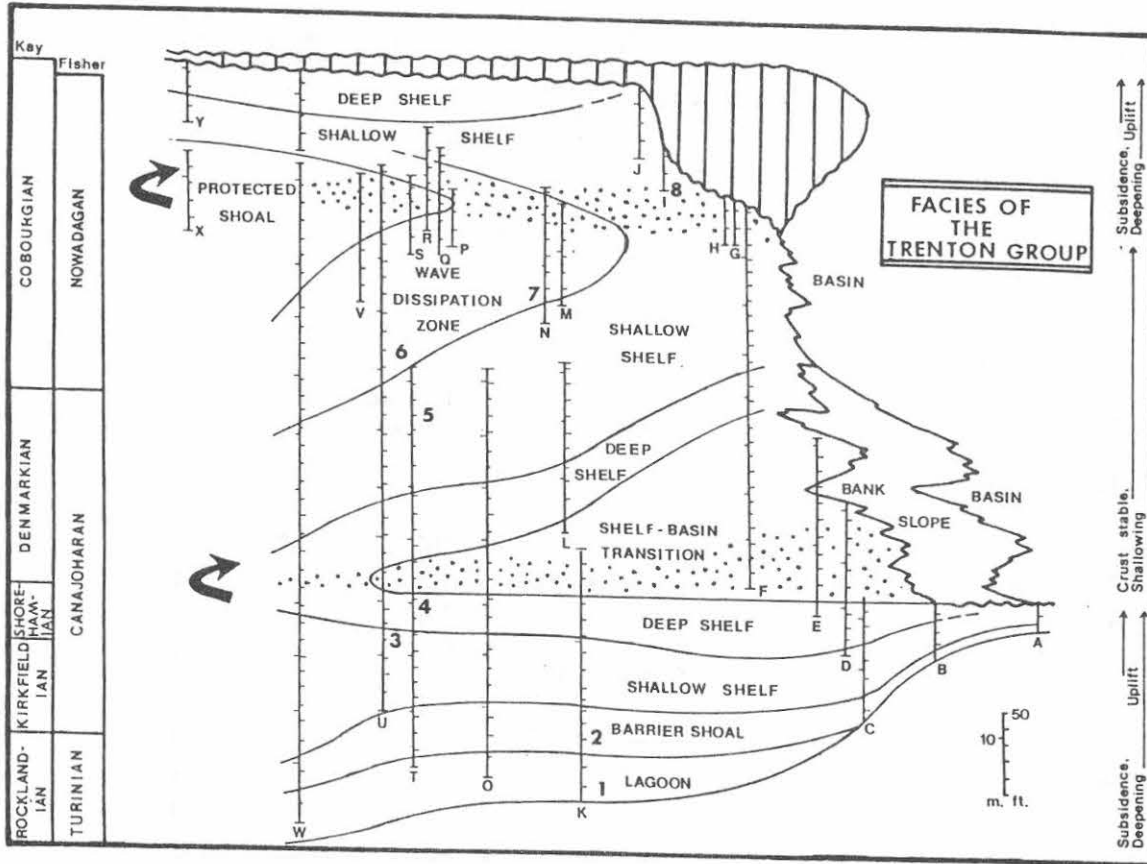 Kay
Fisher
COBOURGIAN
DENMARKIAN
SHORE-
HAM-
IAN
KIRKFIELD
IAN
ROCKLAND-
IAN
NOWADAGAN
CANAJOHARAN
TURINIAN
FACIES OF
THE
TRENTON GROUP
DEEP SHELF
SHALLOW SHELF
PROTECTED
SHOAL
WAVE
DISSIPATION
ZONE
SHALLOW
SHELF
BASIN
DEEP
SHELF
BANK
SLOPE
BASIN
SHELF-BASIN
TRANSITION
DEEP SHELF
SHALLOW SHELF
BARRIER SHOAL
LAGOON
Y
X
J
8
R
S
Q
P
H
G
V
7
N
M
6
5
L
F
4
3
E
D
A
B
C
U
2
T
O
1
K
W
50
10
m. ft.
Subsidence, Uplift
Deepening
Crust stable,
Shallowing
Subsidence, Uplift
Deepening